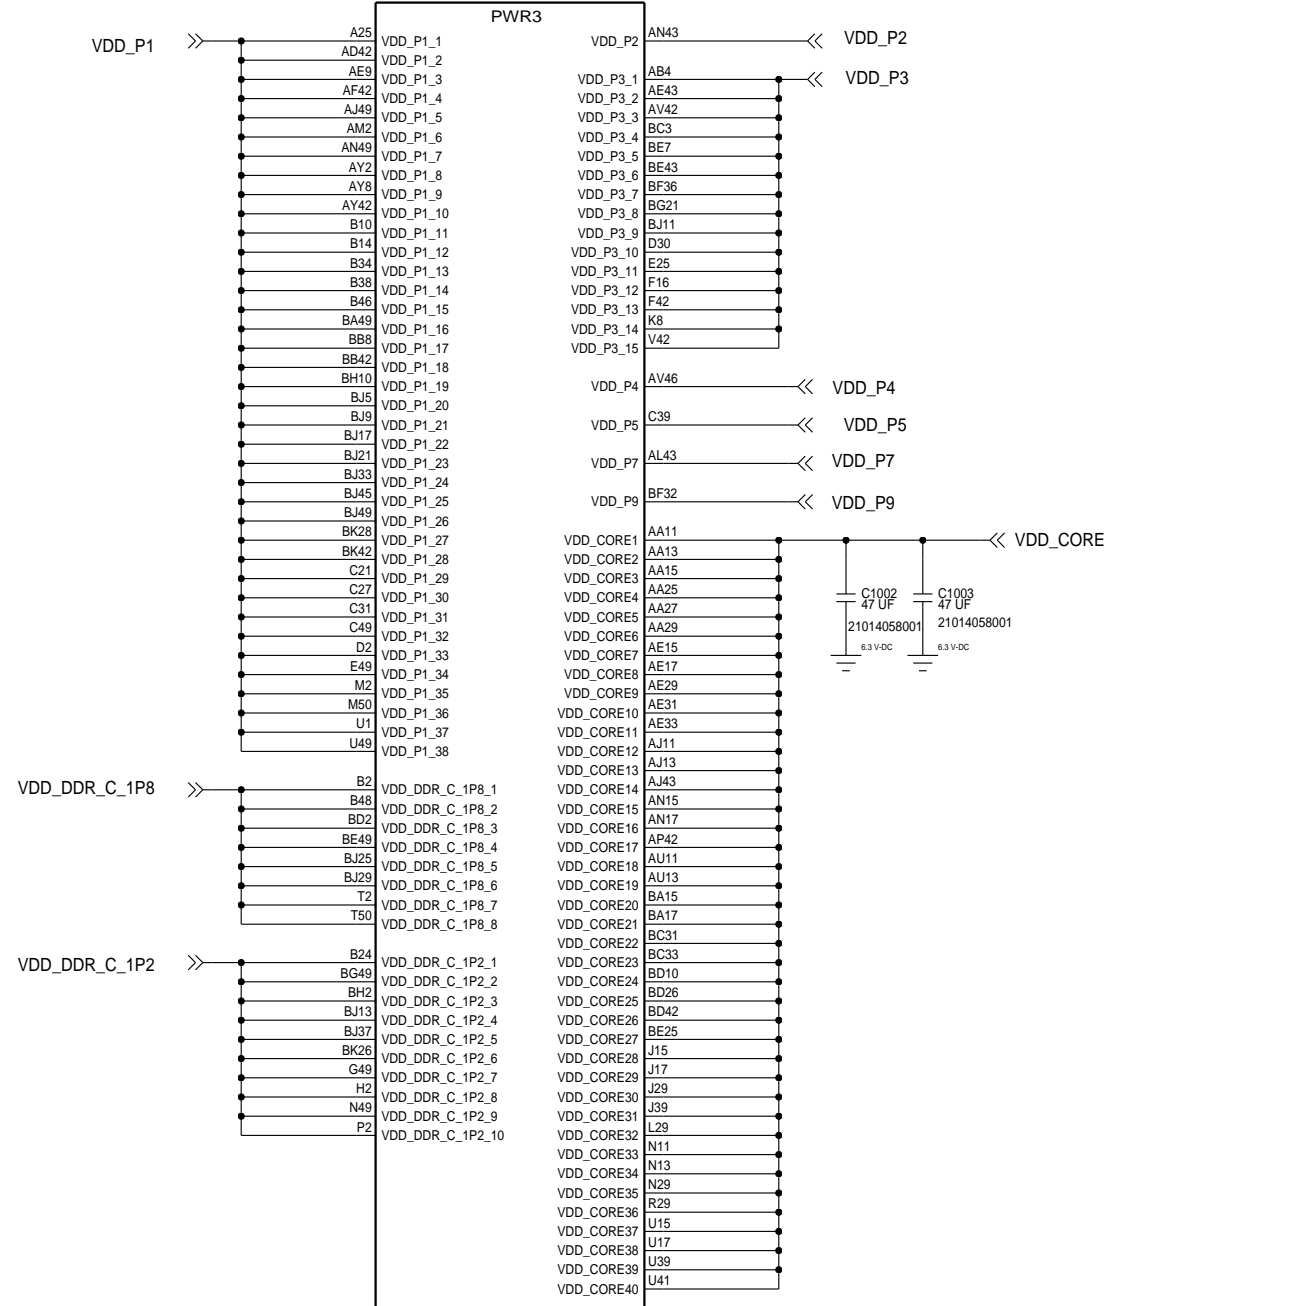 PWR3
VDD_P1
A25 VDD_P1_1
AD42 VDD_P1_2
AE9 VDD_P1_3
AF42 VDD_P1_4
AJ49 VDD_P1_5
AM2 VDD_P1_6
AN49 VDD_P1_7
AY2 VDD_P1_8
AY8 VDD_P1_9
AY42 VDD_P1_10
B10 VDD_P1_11
B14 VDD_P1_12
B34 VDD_P1_13
B38 VDD_P1_14
B46 VDD_P1_15
BA49 VDD_P1_16
BB8 VDD_P1_17
BB42 VDD_P1_18
BH10 VDD_P1_19
BJ5 VDD_P1_20
BJ9 VDD_P1_21
BJ17 VDD_P1_22
BJ21 VDD_P1_23
BJ33 VDD_P1_24
BJ45 VDD_P1_25
BJ49 VDD_P1_26
BK28 VDD_P1_27
BK42 VDD_P1_28
C21 VDD_P1_29
C27 VDD_P1_30
C31 VDD_P1_31
C49 VDD_P1_32
D2 VDD_P1_33
E49 VDD_P1_34
M2 VDD_P1_35
M50 VDD_P1_36
U1 VDD_P1_37
U49 VDD_P1_38
VDD_DDR_C_1P8
B2 VDD_DDR_C_1P8_1
B48 VDD_DDR_C_1P8_2
BD2 VDD_DDR_C_1P8_3
BE49 VDD_DDR_C_1P8_4
BJ25 VDD_DDR_C_1P8_5
BJ29 VDD_DDR_C_1P8_6
T2 VDD_DDR_C_1P8_7
T50 VDD_DDR_C_1P8_8
VDD_DDR_C_1P2
B24 VDD_DDR_C_1P2_1
BG49 VDD_DDR_C_1P2_2
BH2 VDD_DDR_C_1P2_3
BJ13 VDD_DDR_C_1P2_4
BJ37 VDD_DDR_C_1P2_5
BK26 VDD_DDR_C_1P2_6
G49 VDD_DDR_C_1P2_7
H2 VDD_DDR_C_1P2_8
N49 VDD_DDR_C_1P2_9
P2 VDD_DDR_C_1P2_10
VDD_P2 AN43 VDD_P2
VDD_P3_1 AB4 VDD_P3
VDD_P3_2 AE43
VDD_P3_3 AV42
VDD_P3_4 BC3
VDD_P3_5 BE7
VDD_P3_6 BE43
VDD_P3_7 BF36
VDD_P3_8 BG21
VDD_P3_9 BJ11
VDD_P3_10 D30
VDD_P3_11 E25
VDD_P3_12 F16
VDD_P3_13 F42
VDD_P3_14 K8
VDD_P3_15 V42
VDD_P4 AV46 VDD_P4
VDD_P5 C39 VDD_P5
VDD_P7 AL43 VDD_P7
VDD_P9 BF32 VDD_P9
VDD_CORE1 AA11 VDD_CORE
VDD_CORE2 AA13
VDD_CORE3 AA15
VDD_CORE4 AA25
VDD_CORE5 AA27
VDD_CORE6 AA29
VDD_CORE7 AE15
VDD_CORE8 AE17
VDD_CORE9 AE29
VDD_CORE10 AE31
VDD_CORE11 AE33
VDD_CORE12 AJ11
VDD_CORE13 AJ13
VDD_CORE14 AJ43
VDD_CORE15 AN15
VDD_CORE16 AN17
VDD_CORE17 AP42
VDD_CORE18 AU11
VDD_CORE19 AU13
VDD_CORE20 BA15
VDD_CORE21 BA17
VDD_CORE22 BC31
VDD_CORE23 BC33
VDD_CORE24 BD10
VDD_CORE25 BD26
VDD_CORE26 BD42
VDD_CORE27 BE25
VDD_CORE28 J15
VDD_CORE29 J17
VDD_CORE30 J29
VDD_CORE31 J39
VDD_CORE32 L29
VDD_CORE33 N11
VDD_CORE34 N13
VDD_CORE35 N29
VDD_CORE36 R29
VDD_CORE37 U15
VDD_CORE38 U17
VDD_CORE39 U39
VDD_CORE40 U41
C1002
47 UF
21014058001
6.3 V-DC
C1003
47 UF
21014058001
6.3 V-DC